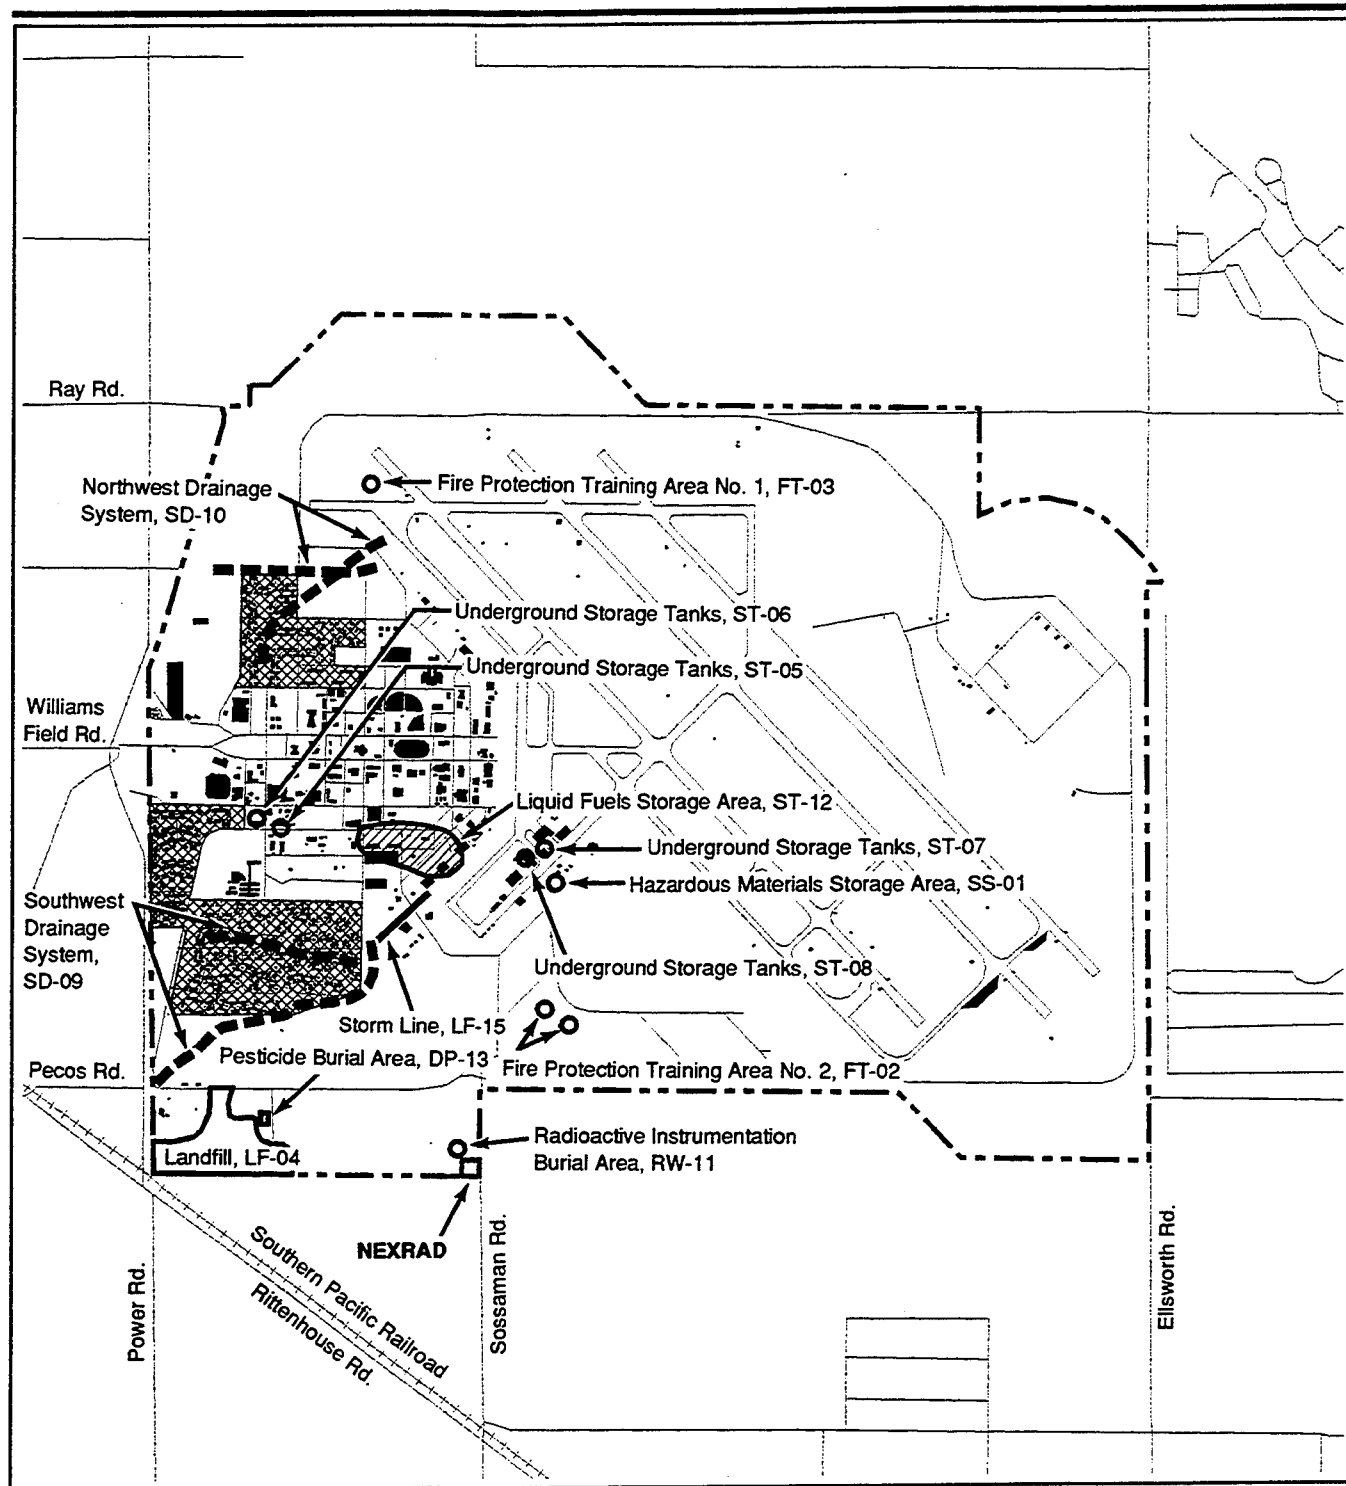 Ray Rd.
Northwest Drainage
System, SD-10
Fire Protection Training Area No. 1, FT-03
Underground Storage Tanks, ST-06
Underground Storage Tanks, ST-05
Williams
Field Rd.
Liquid Fuels Storage Area, ST-12
Underground Storage Tanks, ST-07
Hazardous Materials Storage Area, SS-01
Southwest
Drainage
System,
SD-09
Underground Storage Tanks, ST-08
Storm Line, LF-15
Pesticide Burial Area, DP-13
Fire Protection Training Area No. 2, FT-02
Pecos Rd.
Landfill, LF-04
Radioactive Instrumentation
Burial Area, RW-11
NEXRAD
Southern Pacific Railroad
Rittenhouse Rd.
Power Rd.
Sossaman Rd.
Ellsworth Rd.